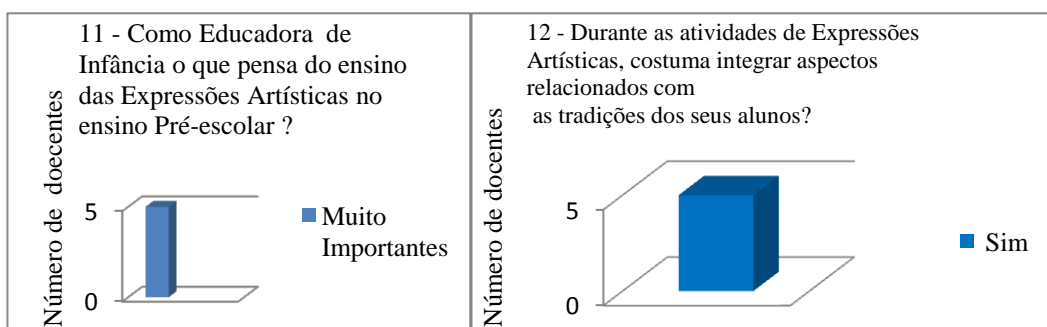 11 - Como Educadora de
Infância o que pensa do ensino
das Expressões Artísticas no
ensino Pré-escolar ?
Número de doecentes
5
0
Muito
Importantes
12 - Durante as atividades de Expressões
Artísticas, costuma integrar aspectos
relacionados com
as tradições dos seus alunos?
Número de docentes
5
0
Sim